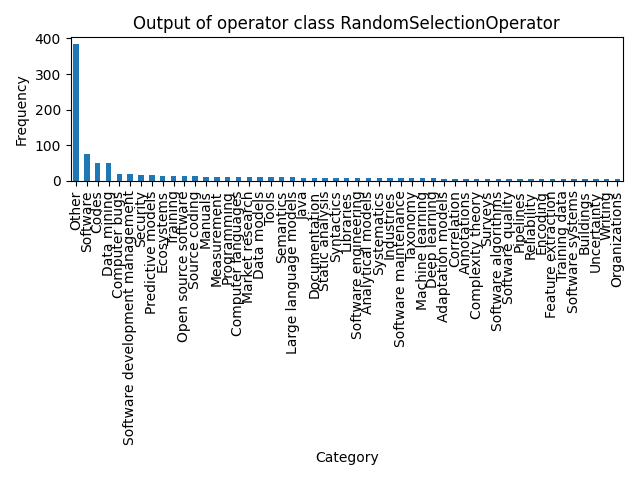 Output of operator class RandomSelectionOperator
400
300
200
100
0
Frequency
Other
Software
Codes
Data mining
Computer bugs
Software development management
Security
Predictive models
Ecosystems
Training
Open source software
Source coding
Manuals
Measurement
Programming
Computer languages
Market research
Data models
Tools
Semantics
Large language models
Java
Documentation
Static analysis
Syntactics
Libraries
Software engineering
Analytical models
Systematics
Industries
Software maintenance
Taxonomy
Machine learning
Deep learning
Adaptation models
Correlation
Annotations
Complexity theory
Surveys
Software algorithms
Software quality
Pipelines
Reliability
Encoding
Feature extraction
Training data
Software systems
Buildings
Uncertainty
Writing
Organizations
Category